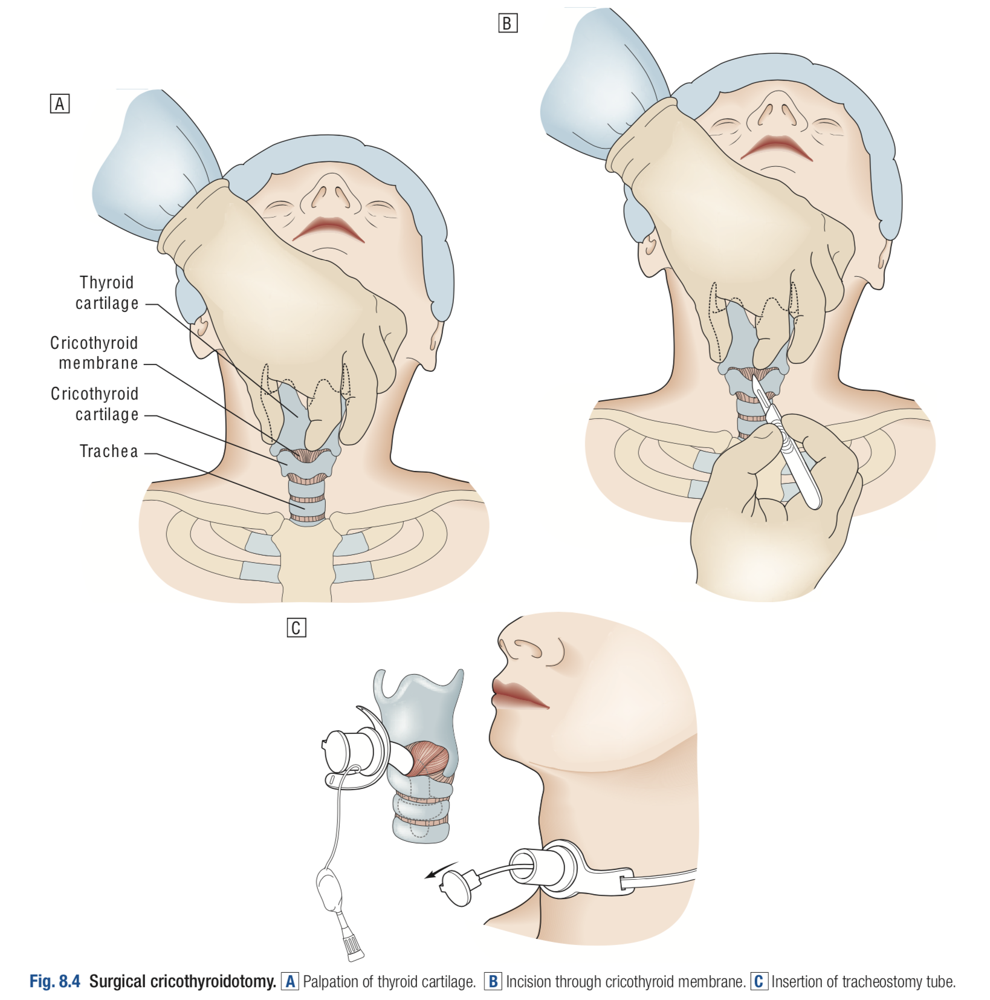 A
B
Thyroid
cartilage
Cricothyroid
membrane
Cricothyroid
cartilage
Trachea
C
Fig. 8.4 Surgical cricothyroidotomy. A Palpation of thyroid cartilage. B Incision through cricothyroid membrane. C Insertion of tracheostomy tube.